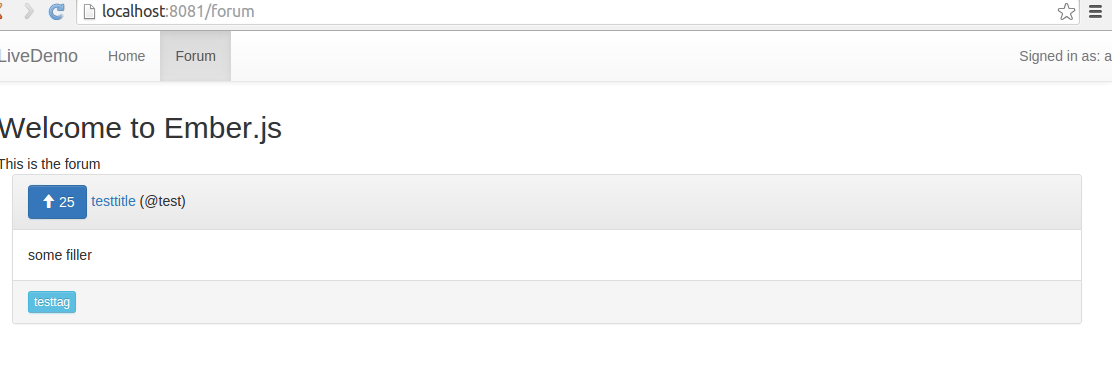 localhost:8081/forum
LiveDemo Home Forum Signed in as: a
Welcome to Ember.js
This is the forum
25 testtitle (@test)
some filler
testtag